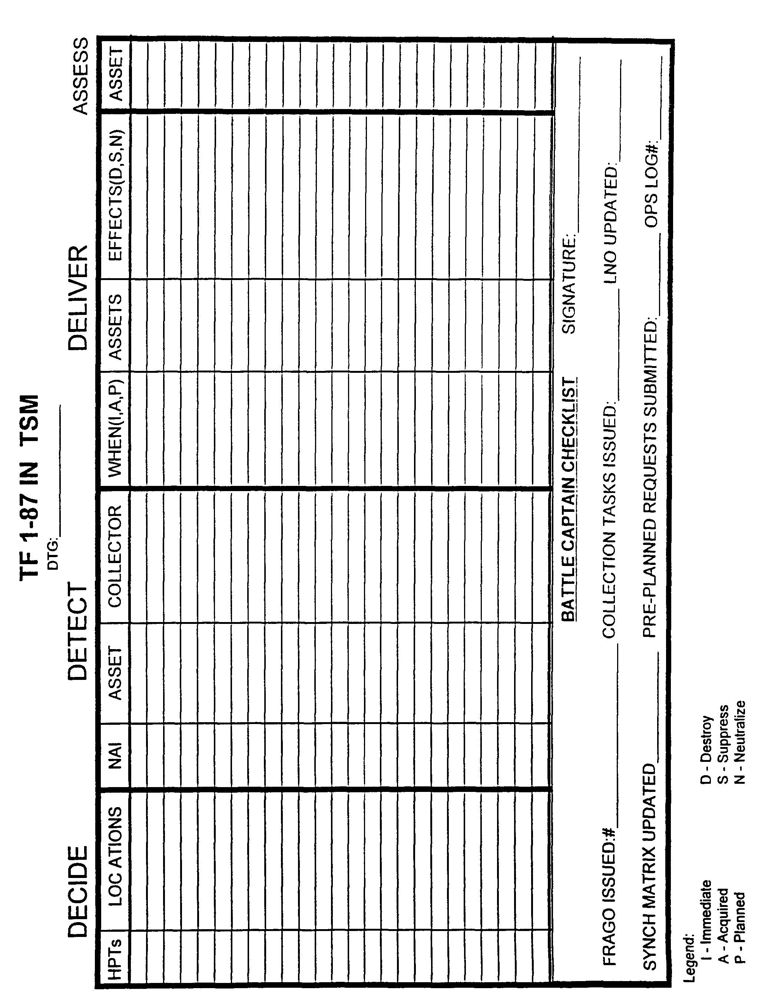 TF 1-87 IN TSM
DTG:
DECIDE DETECT DELIVER ASSESS
HPTs LOCATIONS NAI ASSET COLLECTOR WHEN(I,A,P) ASSETS EFFECTS(D,S,N) ASSET
BATTLE CAPTAIN CHECKLIST SIGNATURE:
FRAGO ISSUED:# COLLECTION TASKS ISSUED: LNO UPDATED:
SYNCH MATRIX UPDATED PRE-PLANNED REQUESTS SUBMITTED: OPS LOG#:
Legend:
I - Immediate D - Destroy
A - Acquired S - Suppress
P - Planned N - Neutralize